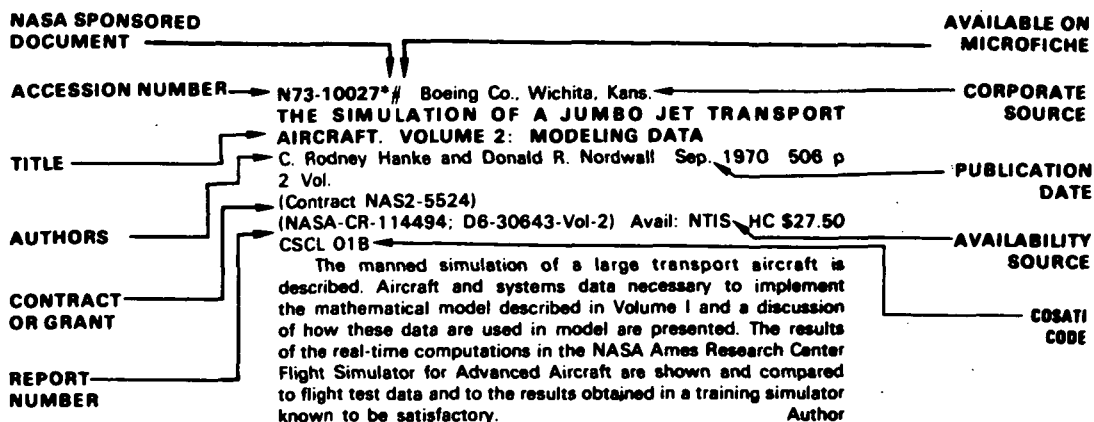 NASA SPONSORED
DOCUMENT
AVAILABLE ON
MICROFICHE
ACCESSION NUMBER
N73-10027*# Boeing Co., Wichita, Kans.
CORPORATE
SOURCE
THE SIMULATION OF A JUMBO JET TRANSPORT
AIRCRAFT. VOLUME 2: MODELING DATA
TITLE
C. Rodney Hanke and Donald R. Nordwall Sep. 1970 506 p
2 Vol.
PUBLICATION
DATE
(Contract NAS2-5524)
(NASA-CR-114494; D6-30643-Vol-2) Avail: NTIS HC $27.50
AUTHORS
CSCL 01B
AVAILABILITY
SOURCE
The manned simulation of a large transport aircraft is
described. Aircraft and systems data necessary to implement
the mathematical model described in Volume I and a discussion
of how these data are used in model are presented. The results
of the real-time computations in the NASA Ames Research Center
Flight Simulator for Advanced Aircraft are shown and compared
to flight test data and to the results obtained in a training simulator
known to be satisfactory. Author
CONTRACT
OR GRANT
COSATI
CODE
REPORT
NUMBER